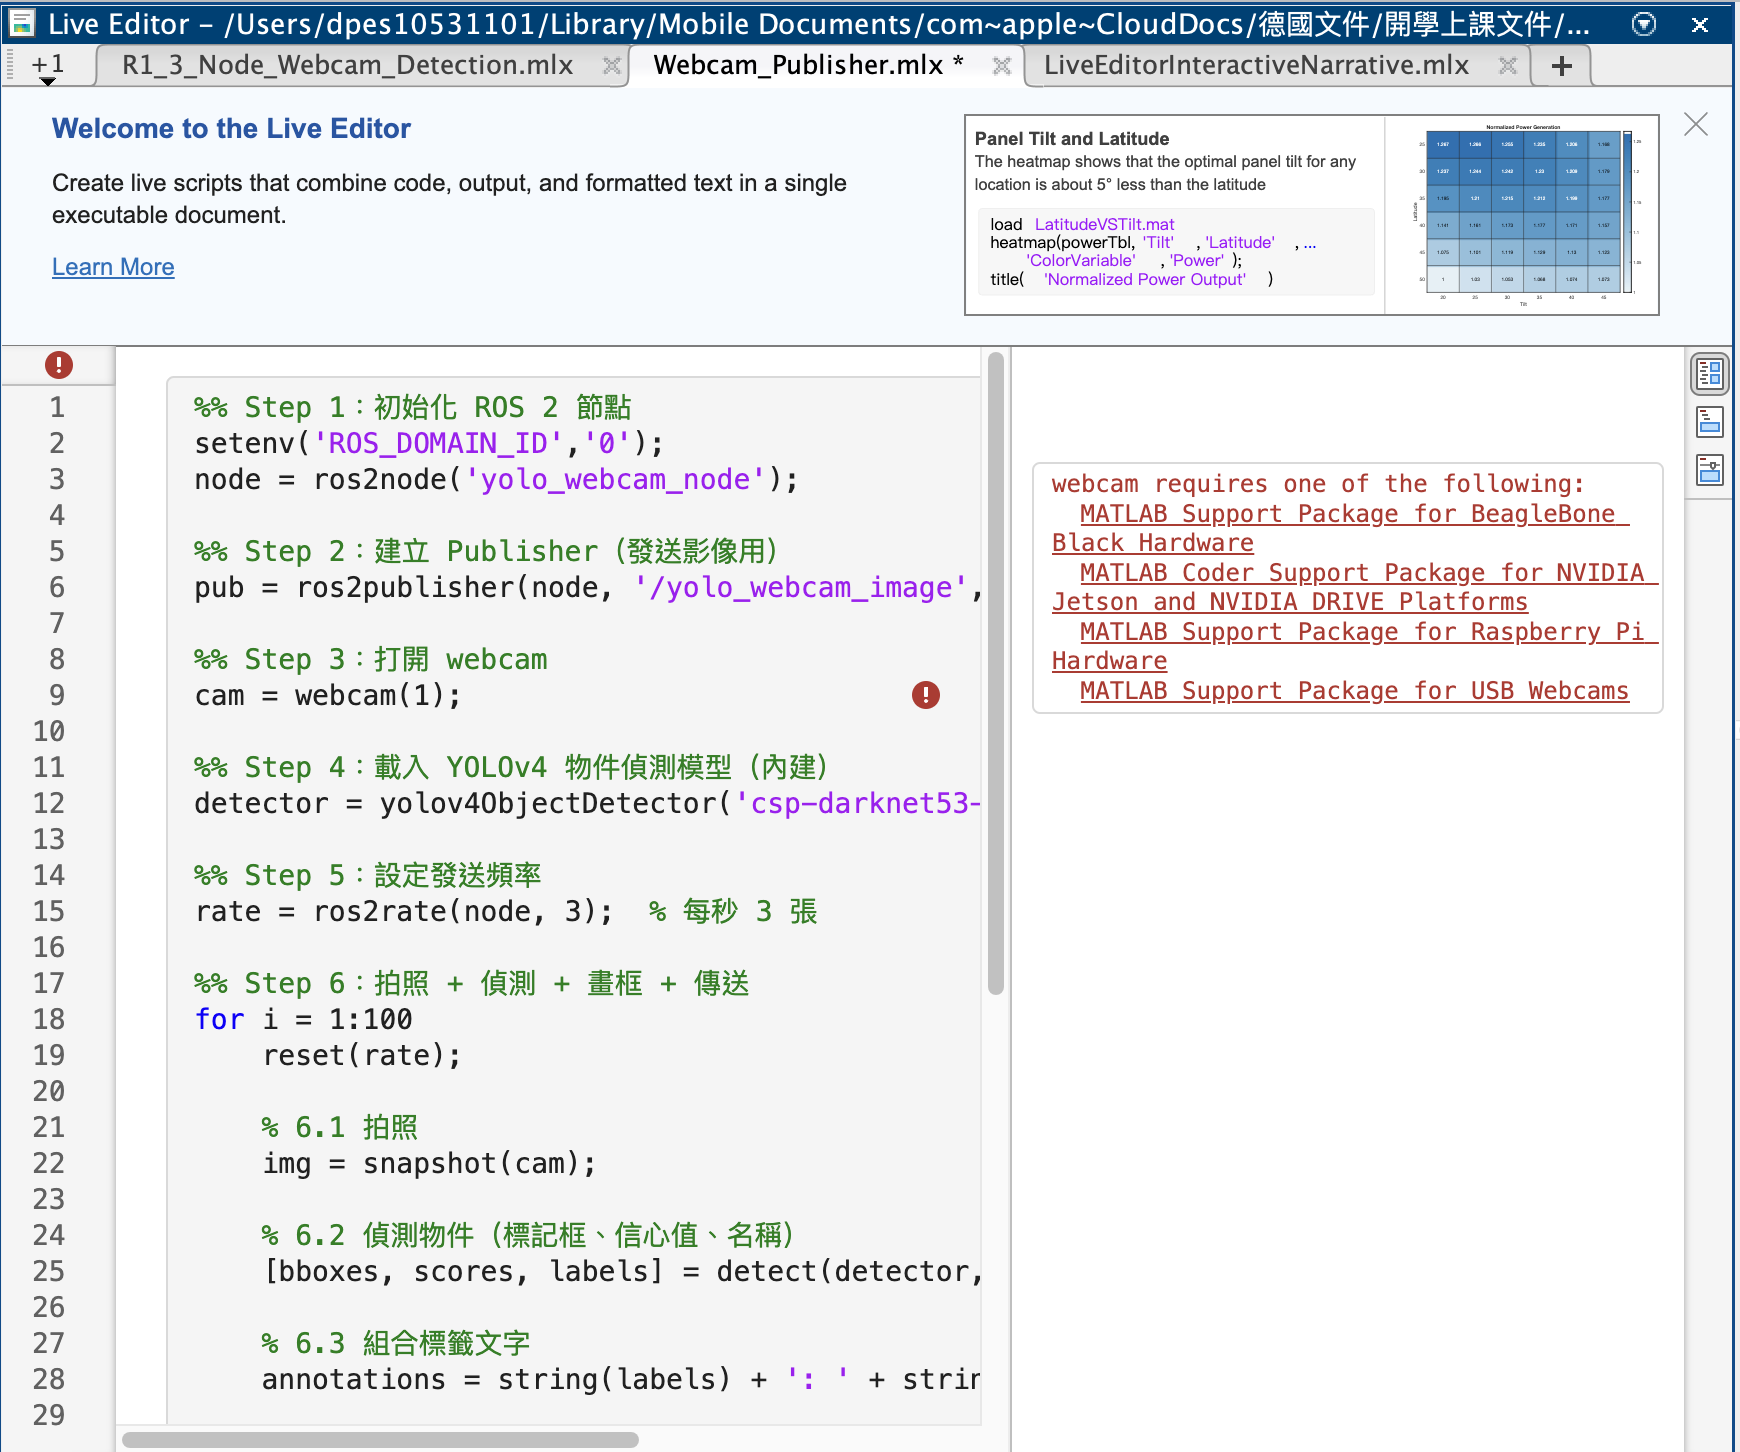 Live Editor – /Users/dpes10531101/Library/Mobile Documents/com~apple~CloudDocs/德國文件/開學上課文件/...
+1
R1_3_Node_Webcam_Detection.mlx
Webcam_Publisher.mlx *
LiveEditorInteractiveNarrative.mlx
+
Welcome to the Live Editor
Create live scripts that combine code, output, and formatted text in a single
executable document.
Learn More
Panel Tilt and Latitude
The heatmap shows that the optimal panel tilt for any
location is about 5° less than the latitude
load LatitudeVSTilt.mat
heatmap(powerTbl, 'Tilt' , 'Latitude' , ...
'ColorVariable' , 'Power' );
title( 'Normalized Power Output' )
Normalized Power Generation
Latitude
Tilt
1 %% Step 1：初始化 ROS 2 節點
2 setenv('ROS_DOMAIN_ID','0');
3 node = ros2node('yolo_webcam_node');
4
5 %% Step 2：建立 Publisher（發送影像用）
6 pub = ros2publisher(node, '/yolo_webcam_image',
7
8 %% Step 3：打開 webcam
9 cam = webcam(1);
10
11 %% Step 4：載入 YOLOv4 物件偵測模型（內建）
12 detector = yolov4ObjectDetector('csp-darknet53-
13
14 %% Step 5：設定發送頻率
15 rate = ros2rate(node, 3);  % 每秒 3 張
16
17 %% Step 6：拍照 + 偵測 + 畫框 + 傳送
18 for i = 1:100
19 reset(rate);
20
21 % 6.1 拍照
22 img = snapshot(cam);
23
24 % 6.2 偵測物件（標記框、信心值、名稱）
25 [bboxes, scores, labels] = detect(detector,
26
27 % 6.3 組合標籤文字
28 annotations = string(labels) + ': ' + strin
29
webcam requires one of the following:
MATLAB Support Package for BeagleBone
Black Hardware
MATLAB Coder Support Package for NVIDIA
Jetson and NVIDIA DRIVE Platforms
MATLAB Support Package for Raspberry Pi
Hardware
MATLAB Support Package for USB Webcams